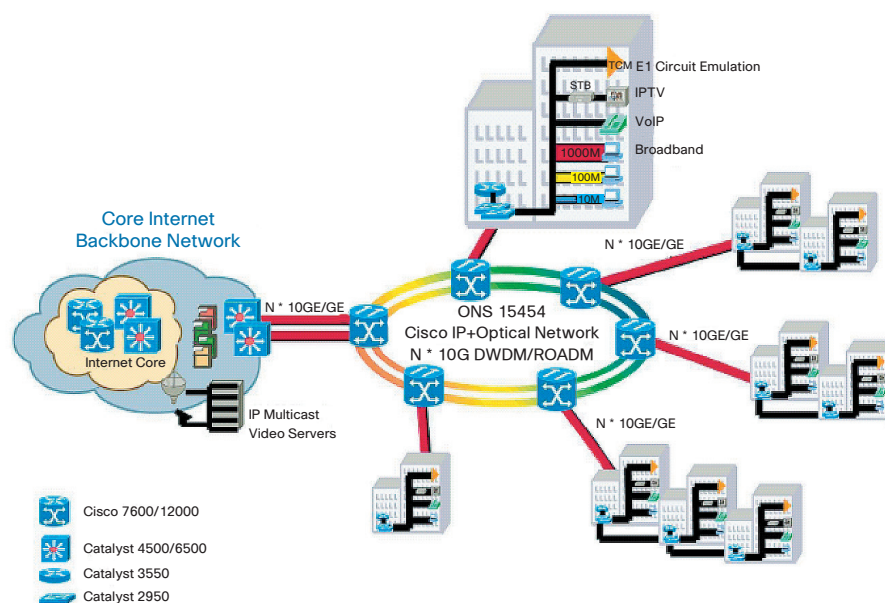 TCM E1 Circuit Emulation
STB
IPTV
VoIP
1000M
Broadband
100M
10M
Core Internet
Backbone Network
N * 10GE/GE
N * 10GE/GE
ONS 15454
Cisco IP+Optical Network
N * 10G DWDM/ROADM
N * 10GE/GE
Internet Core
IP Multicast
Video Servers
N * 10GE/GE
Cisco 7600/12000
Catalyst 4500/6500
Catalyst 3550
Catalyst 2950